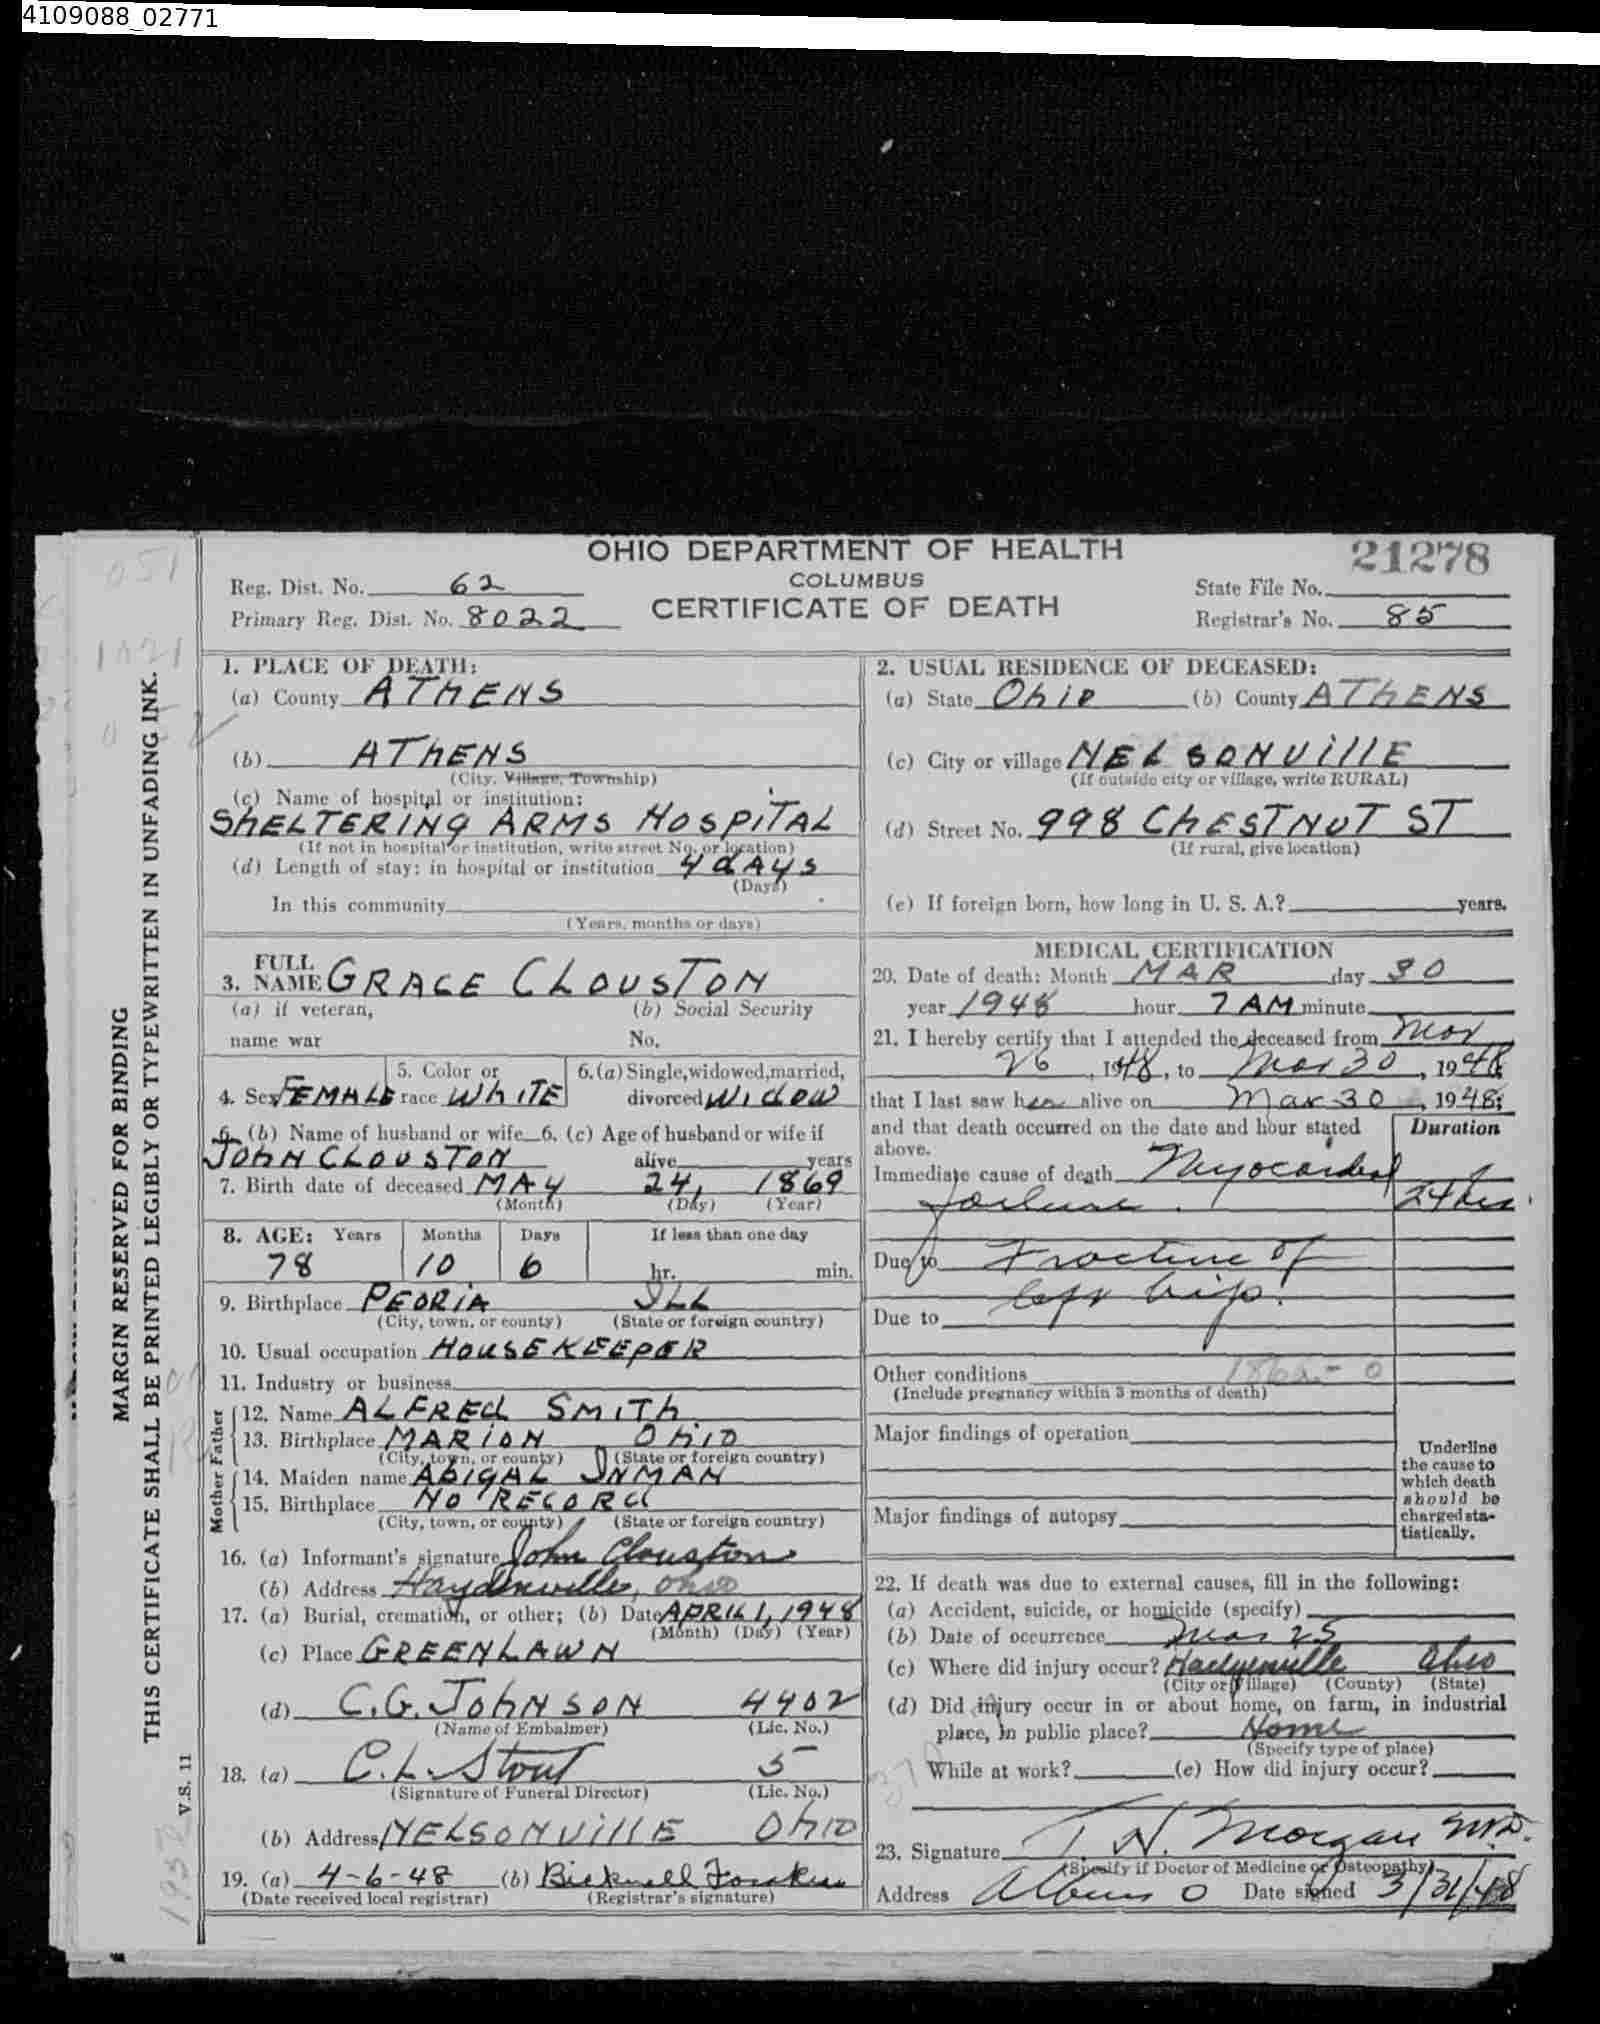 4109088_02771
OHIO DEPARTMENT OF HEALTH
COLUMBUS
CERTIFICATE OF DEATH
21278
Reg. Dist. No. 62
Primary Reg. Dist. No. 8022
State File No.
Registrar's No. 85
MARGIN RESERVED FOR BINDING
THIS CERTIFICATE SHALL BE PRINTED LEGIBLY OR TYPEWRITTEN IN UNFADING INK.
V.S. 11
1. PLACE OF DEATH:
(a) County ATHENS
(b) ATHENS
(City, Village, Township)
(c) Name of hospital or institution:
SHELTERING ARMS HOSPITAL
(If not in hospital or institution, write street No. or location)
(d) Length of stay: in hospital or institution 4 dAYS
(Days)
In this community
(Years, months or days)
2. USUAL RESIDENCE OF DECEASED:
(a) State Ohio (b) County ATHENS
(c) City or village NELSONVIllE
(If outside city or village, write RURAL)
(d) Street No. 998 CHESTNUT ST
(If rural, give location)
(e) If foreign born, how long in U. S. A.? years.
3. FULL NAME GRACE CLOUSTON
(a) if veteran, name war
(b) Social Security No.
4. Sex FEMALE
5. Color or race WhiTE
6. (a) Single, widowed, married, divorced WidoW
6. (b) Name of husband or wife 6. (c) Age of husband or wife if
JOHN CLOUSTON alive years
7. Birth date of deceased MAY 24, 1869
(Month) (Day) (Year)
8. AGE: Years Months Days If less than one day
78 10 6 hr. min.
9. Birthplace PEORIA ILL
(City, town, or county) (State or foreign country)
10. Usual occupation HOUSEKEEPER
11. Industry or business
Father
12. Name ALFREd SMITh
13. Birthplace MARION OhIO
(City, town, or county) (State or foreign country)
Mother
14. Maiden name AbIGAL INMAN
15. Birthplace NO RECORd
(City, town, or county) (State or foreign country)
16. (a) Informant's signature John Clouston
(b) Address Haydenville, Ohio
17. (a) Burial, cremation, or other; (b) Date APRIL 1, 1948
(Month) (Day) (Year)
(c) Place GREENLAWN
(d) C.G. JOHNSON 4402
(Name of Embalmer) (Lic. No.)
18. (a) C.L. Stout 5
(Signature of Funeral Director) (Lic. No.)
(b) Address NELSONVIllE OhIO
19. (a) 4-6-48 (b) Bicknell
(Date received local registrar) (Registrar's signature)
MEDICAL CERTIFICATION
20. Date of death: Month MAR day 30
year 1948 hour 7 AM minute
21. I hereby certify that I attended the deceased from Mar
26, 1948, to Mar 30, 1948
that I last saw her alive on Mar 30, 1948;
and that death occurred on the date and hour stated above.
Duration
Immediate cause of death Myocardial
failure. 24 hrs.
Due to Fracture of
left hip.
Due to
Other conditions
(Include pregnancy within 3 months of death)
Major findings of operation
Major findings of autopsy
Underline the cause to which death should be charged statistically.
22. If death was due to external causes, fill in the following:
(a) Accident, suicide, or homicide (specify)
(b) Date of occurrence Mar 25
(c) Where did injury occur? Haydenville Ohio
(City or Village) (County) (State)
(d) Did injury occur in or about home, on farm, in industrial
place, in public place? Home
(Specify type of place)
While at work? (e) How did injury occur?
23. Signature T. N. Morgan M.D.
(Specify if Doctor of Medicine or Osteopathy)
Address Athens O Date signed 3/31/48